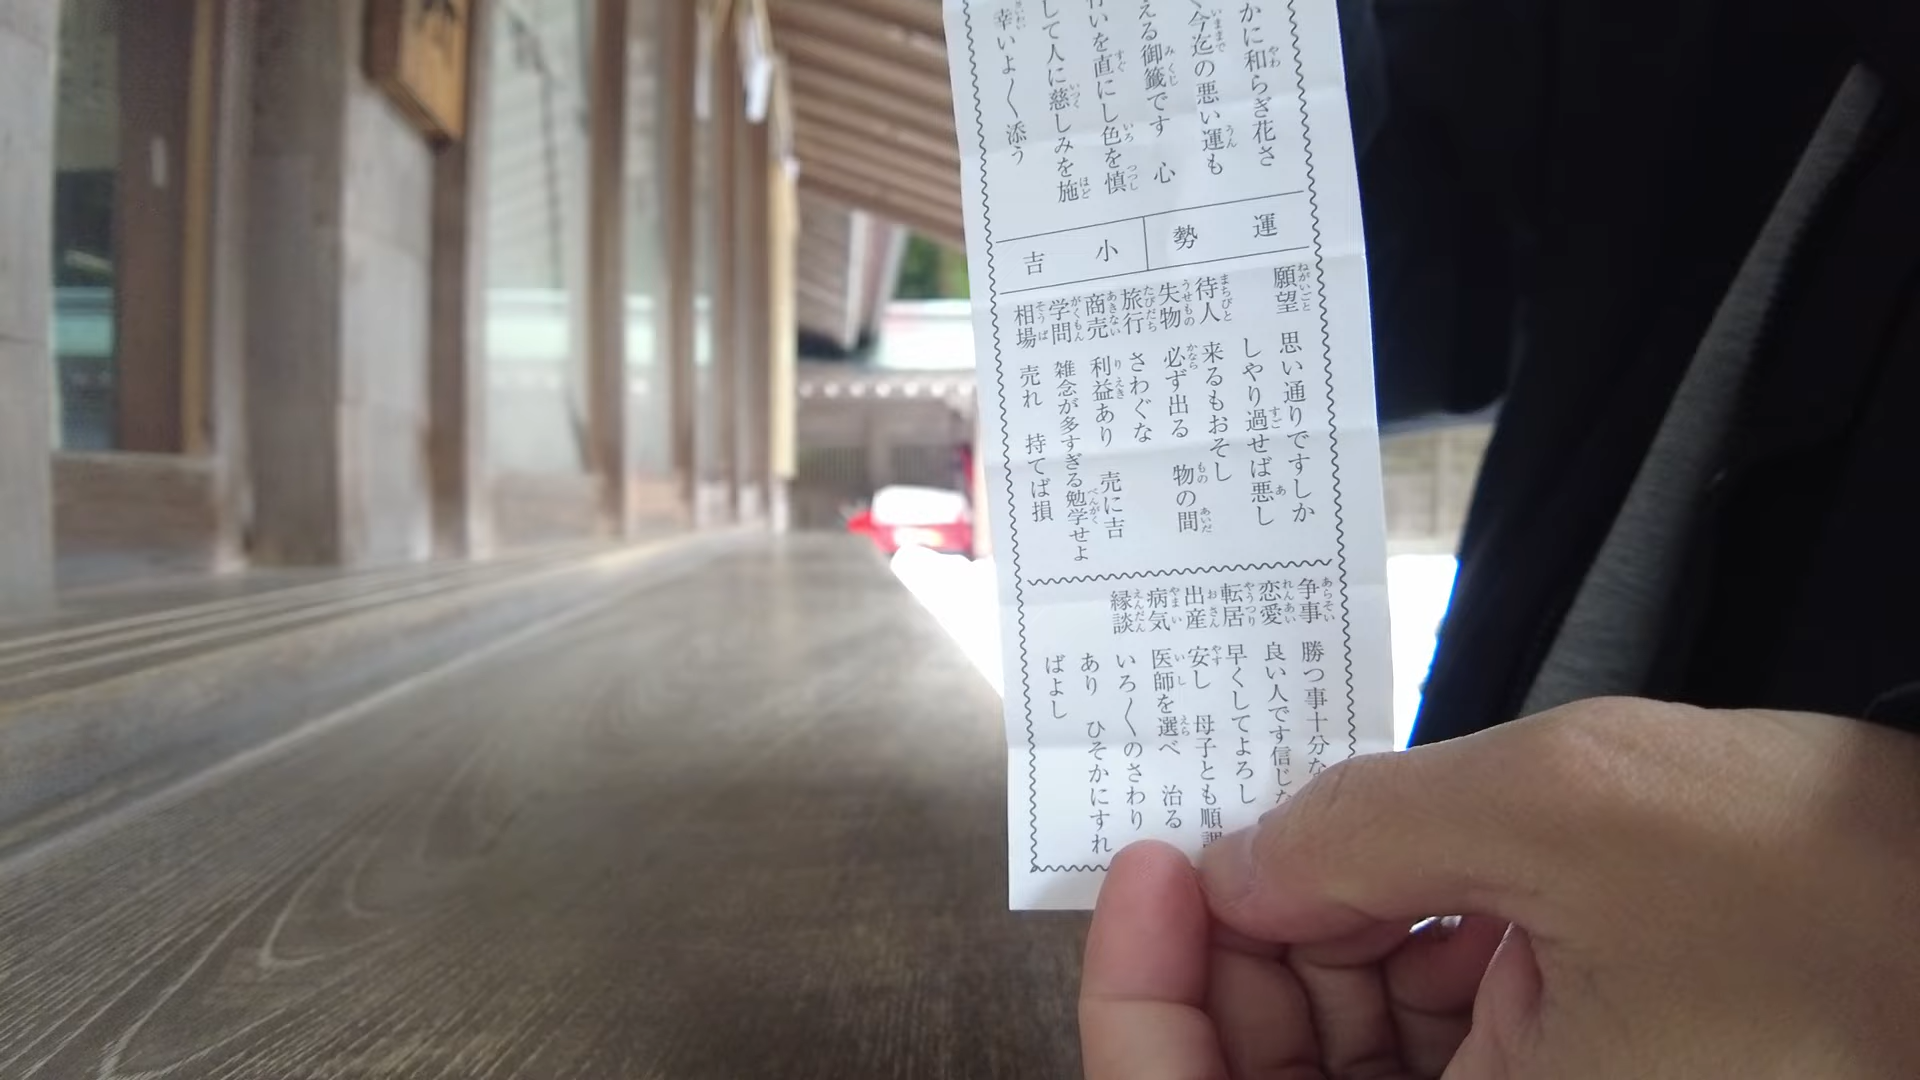 かに和らぎ花さ
今迄の悪い運も
える御籤です 心
行いを直にし色を慎
して人に慈しみを施
幸いよ〳〵添う
運勢 小吉
願望 思い通りですしか
しやり過せば悪し
待人 来るもおそし
失物 必ず出る 物の間
旅行 さわぐな
商売 利益あり 売に吉
学問 雑念が多すぎる勉学せよ
相場 売れ 持てば損
争事 勝つ事十分な
恋愛 良い人です信じた
転居 早くしてよろし
出産 安し 母子とも順調
病気 医師を選べ 治る
縁談 いろ〳〵のさわり
あり ひそかにすれ
ばよし